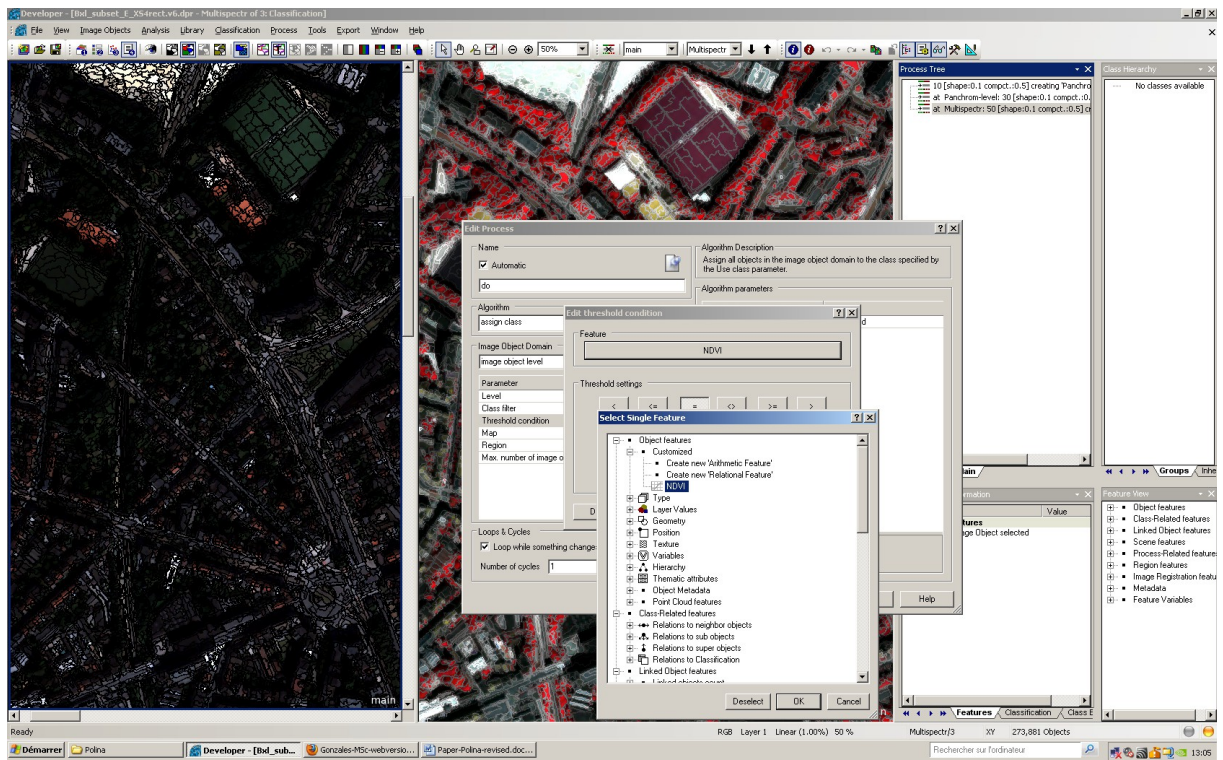 Developer - [Bxl_subset_E_XS4rect.v6.dpr - Multispectr of 3: Classification]
File View Image Objects Analysis Library Classification Process Tools Export Window Help
50% main Multispectr
Process Tree
10 [shape:0.1 compct.:0.5] creating 'Panchro
at Panchrom-level: 30 [shape:0.1 compct.:0.
at Multispectr: 50 [shape:0.1 compct.:0.5] cr
Class Hierarchy
No classes available
Edit Process
Name
Automatic
do
Algorithm
assign class
Image Object Domain
image object level
Parameter
Level
Class filter
Threshold condition
Map
Region
Max. number of image o
Loops & Cycles
Loop while something changes
Number of cycles 1
Algorithm Description
Assign all objects in the image object domain to the class specified by
the Use class parameter.
Algorithm parameters
Help
Edit threshold condition
Feature
NDVI
Threshold settings
< <= = <> >= >
Select Single Feature
Object features
Customized
Create new 'Arithmetic Feature'
Create new 'Relational Feature'
NDVI
Type
Layer Values
Geometry
Position
Texture
Variables
Hierarchy
Thematic attributes
Object Metadata
Point Cloud features
Class-Related features
Relations to neighbor objects
Relations to sub objects
Relations to super objects
Relations to Classification
Linked Object features
Linked objects count
Deselect OK Cancel
Groups Inhe
Value
Features Classification Class E
Feature View
Object features
Class-Related features
Linked Object features
Scene features
Process-Related feature
Region features
Image Registration featu
Metadata
Feature Variables
main
Ready
RGB Layer 1 Linear (1.00%) 50 % Multispectr/3 XY 273,881 Objects
Démarrer Polina Developer - [Bxl_sub... Gonzales-MSc-webversio... Paper-Polina-revised.doc...
Rechercher sur l'ordinateur
13:05